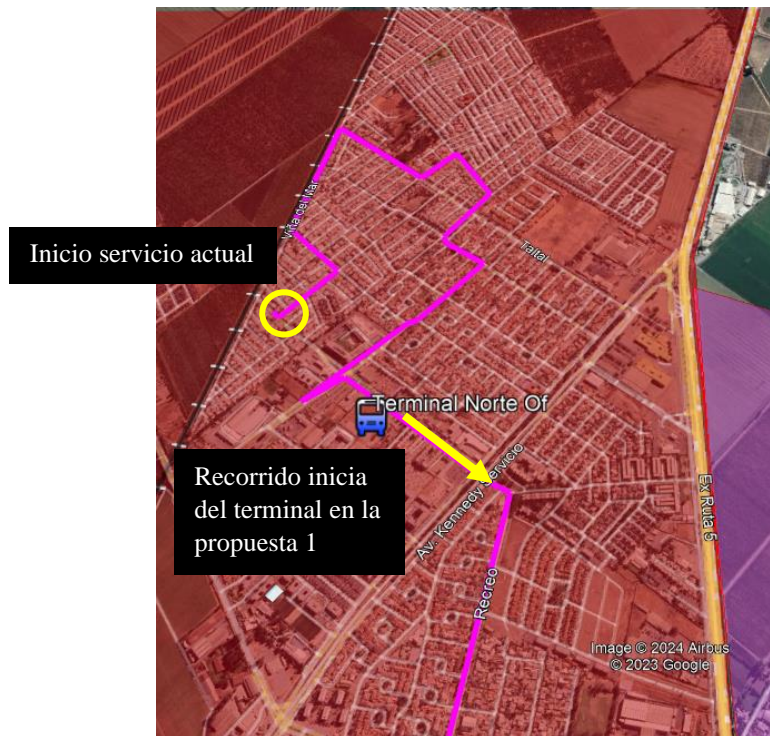 Viña del Mar
Inicio servicio actual
Taltal
Terminal Norte Of
Recorrido inicia
del terminal en la
propuesta 1
Av. Kennedy Servicio
Ex Ruta 5
Recreo
Image © 2024 Airbus
© 2023 Google